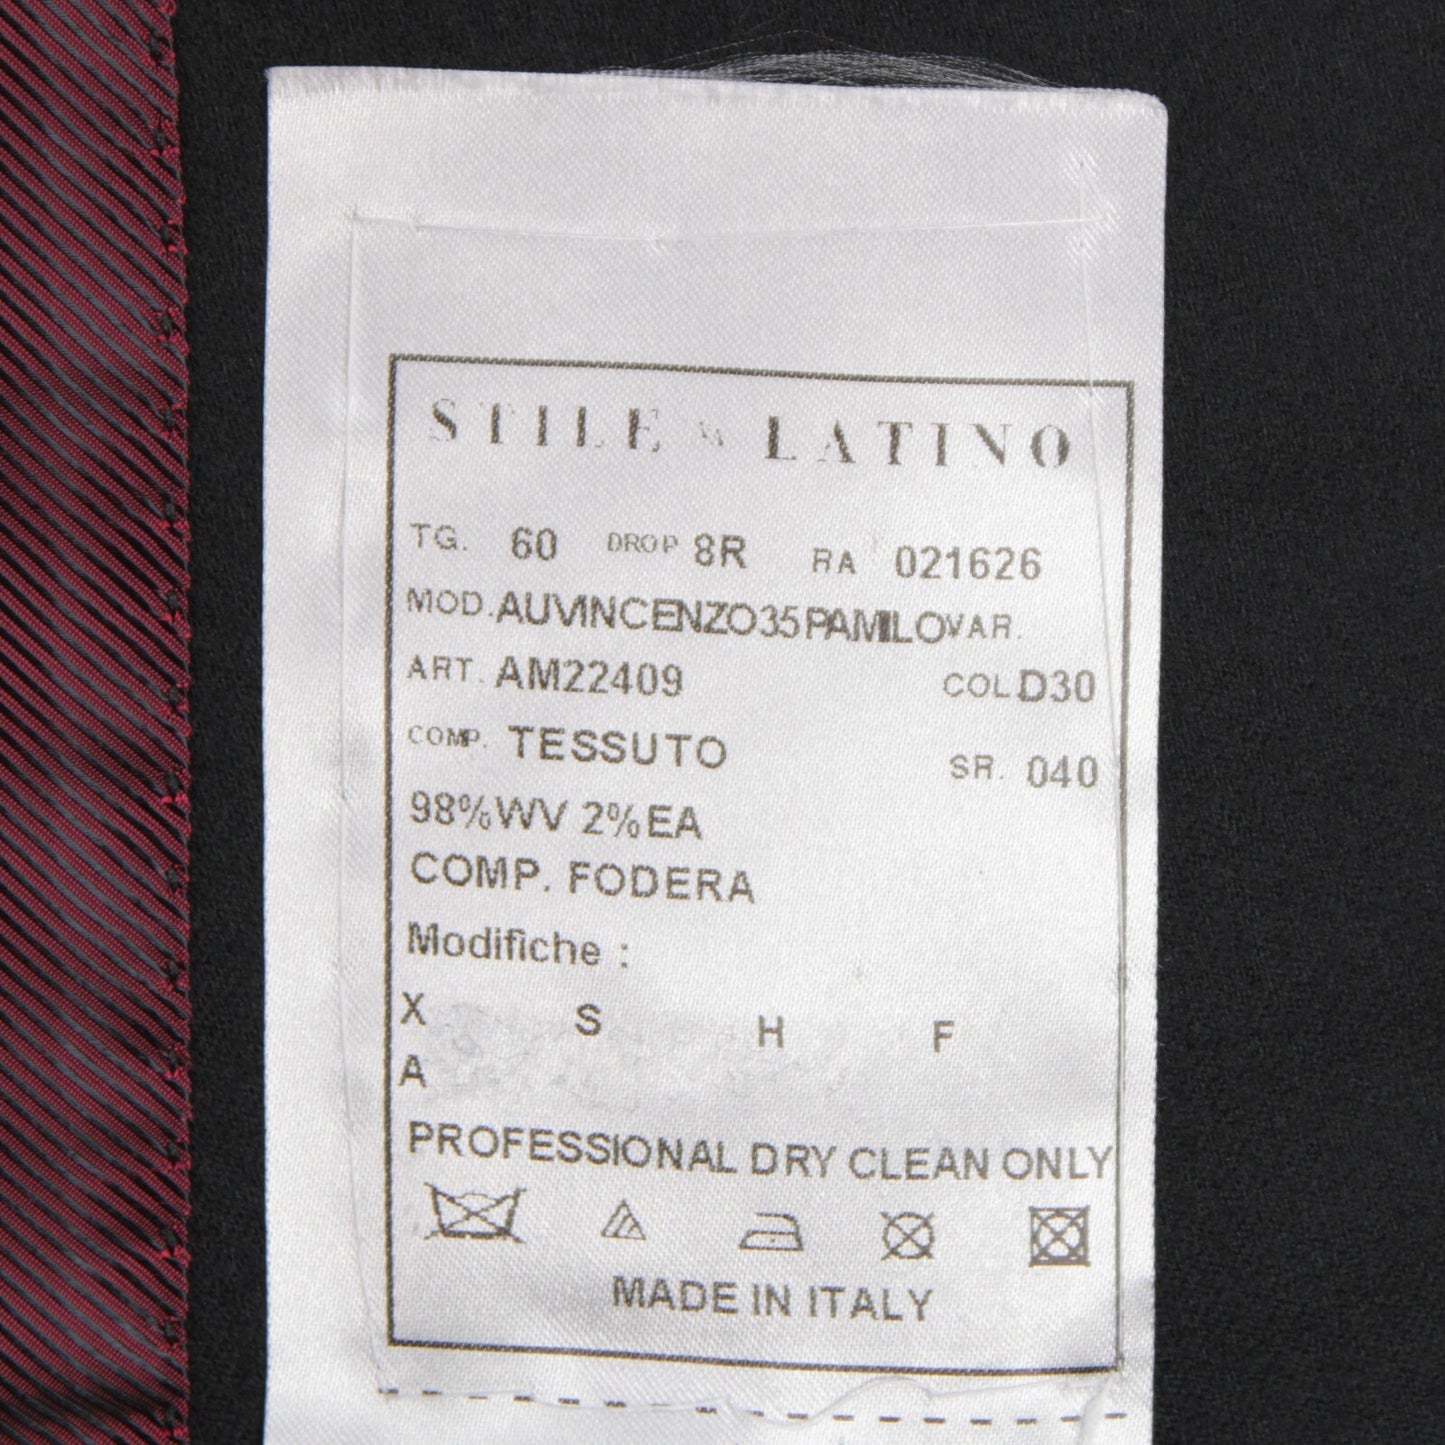 STILE LATINO
TG. 60 DROP 8R RA 021626
MOD. AUVINCENZO35PAMILO VAR.
ART. AM22409 COL D30
COMP. TESSUTO SR. 040
98%WV 2%EA
COMP. FODERA
Modifiche :
X S H F
A
PROFESSIONAL DRY CLEAN ONLY
MADE IN ITALY